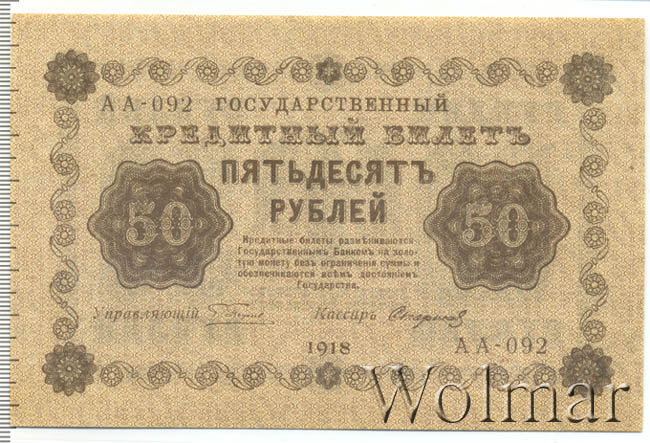 АА-092 ГОСУДАРСТВЕННЫЙ
КРЕДИТНЫЙ БИЛЕТЪ
ПЯТЬДЕСЯТЪ
РУБЛЕЙ
50
50
Кредитные билеты размѣниваются
Государственнымъ Банкомъ на золо-
тую монету безъ ограниченія суммы и
обезпечиваются всѣмъ достояніемъ
Государства.
Управляющій
Кассиръ
1918
АА-092
Wolmar